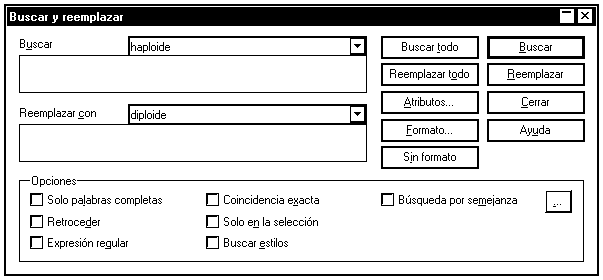 Buscar y reemplazar
Buscar
haploide
Buscar todo
Buscar
Reemplazar todo
Reemplazar
Reemplazar con
diploide
Atributos...
Cerrar
Formato...
Ayuda
Sin formato
Opciones
Solo palabras completas
Coincidencia exacta
Búsqueda por semejanza
...
Retroceder
Solo en la selección
Expresión regular
Buscar estilos